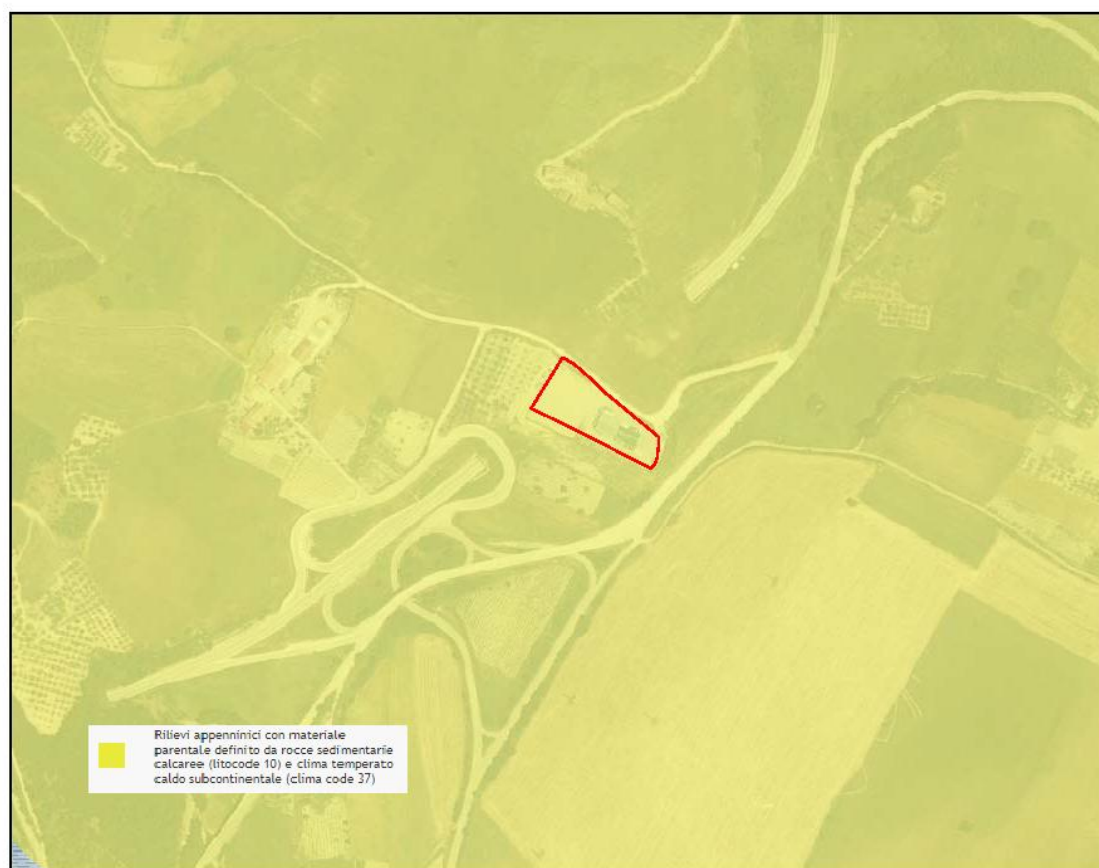 Rilievi appenninici con materiale
parentale definito da rocce sedimentarie
calcaree (litocode 10) e clima temperato
caldo subcontinentale (clima code 37)